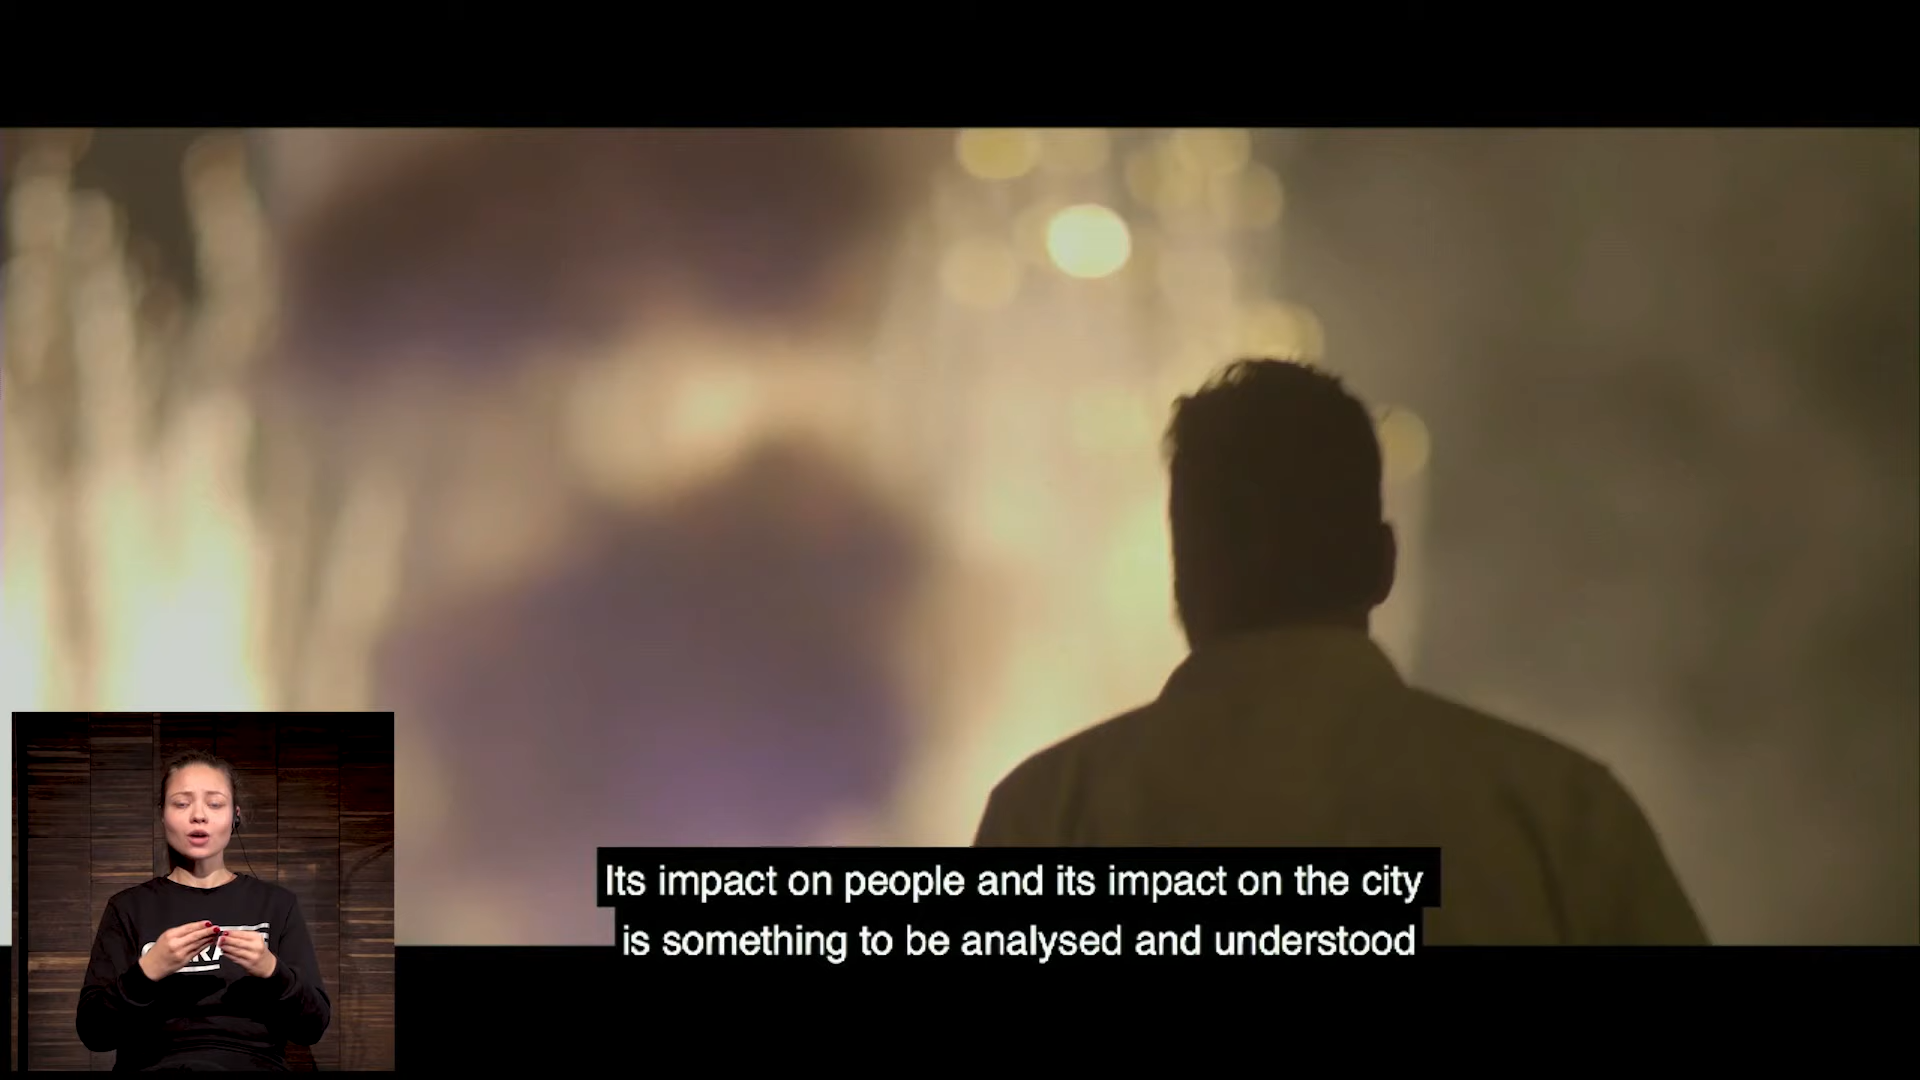 Its impact on people and its impact on the city
is something to be analysed and understood